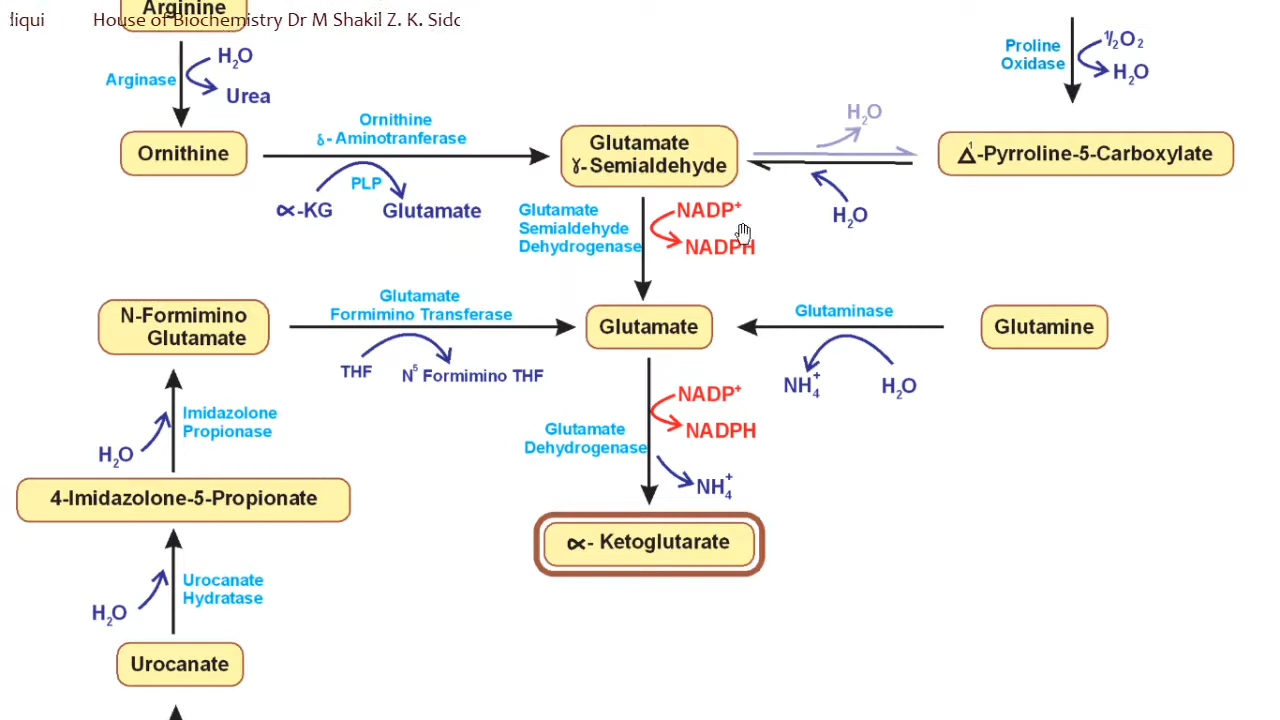 diqui House of Biochemistry Dr M Shakil Z. K. Sidd
Arginine
Arginase
H₂O
Urea
Proline
Oxidase
½O₂
H₂O
Ornithine
Ornithine
δ-Aminotranferase
PLP
∝-KG
Glutamate
Glutamate
ɣ-Semialdehyde
H₂O
H₂O
Δ¹-Pyrroline-5-Carboxylate
Glutamate
Semialdehyde
Dehydrogenase
NADP⁺
NADPH
N-Formimino
Glutamate
Glutamate
Formimino Transferase
THF
N⁵ Formimino THF
Glutamate
Glutaminase
NH₄⁺
H₂O
Glutamine
Imidazolone
Propionase
H₂O
Glutamate
Dehydrogenase
NADP⁺
NADPH
NH₄⁺
4-Imidazolone-5-Propionate
∝- Ketoglutarate
Urocanate
Hydratase
H₂O
Urocanate